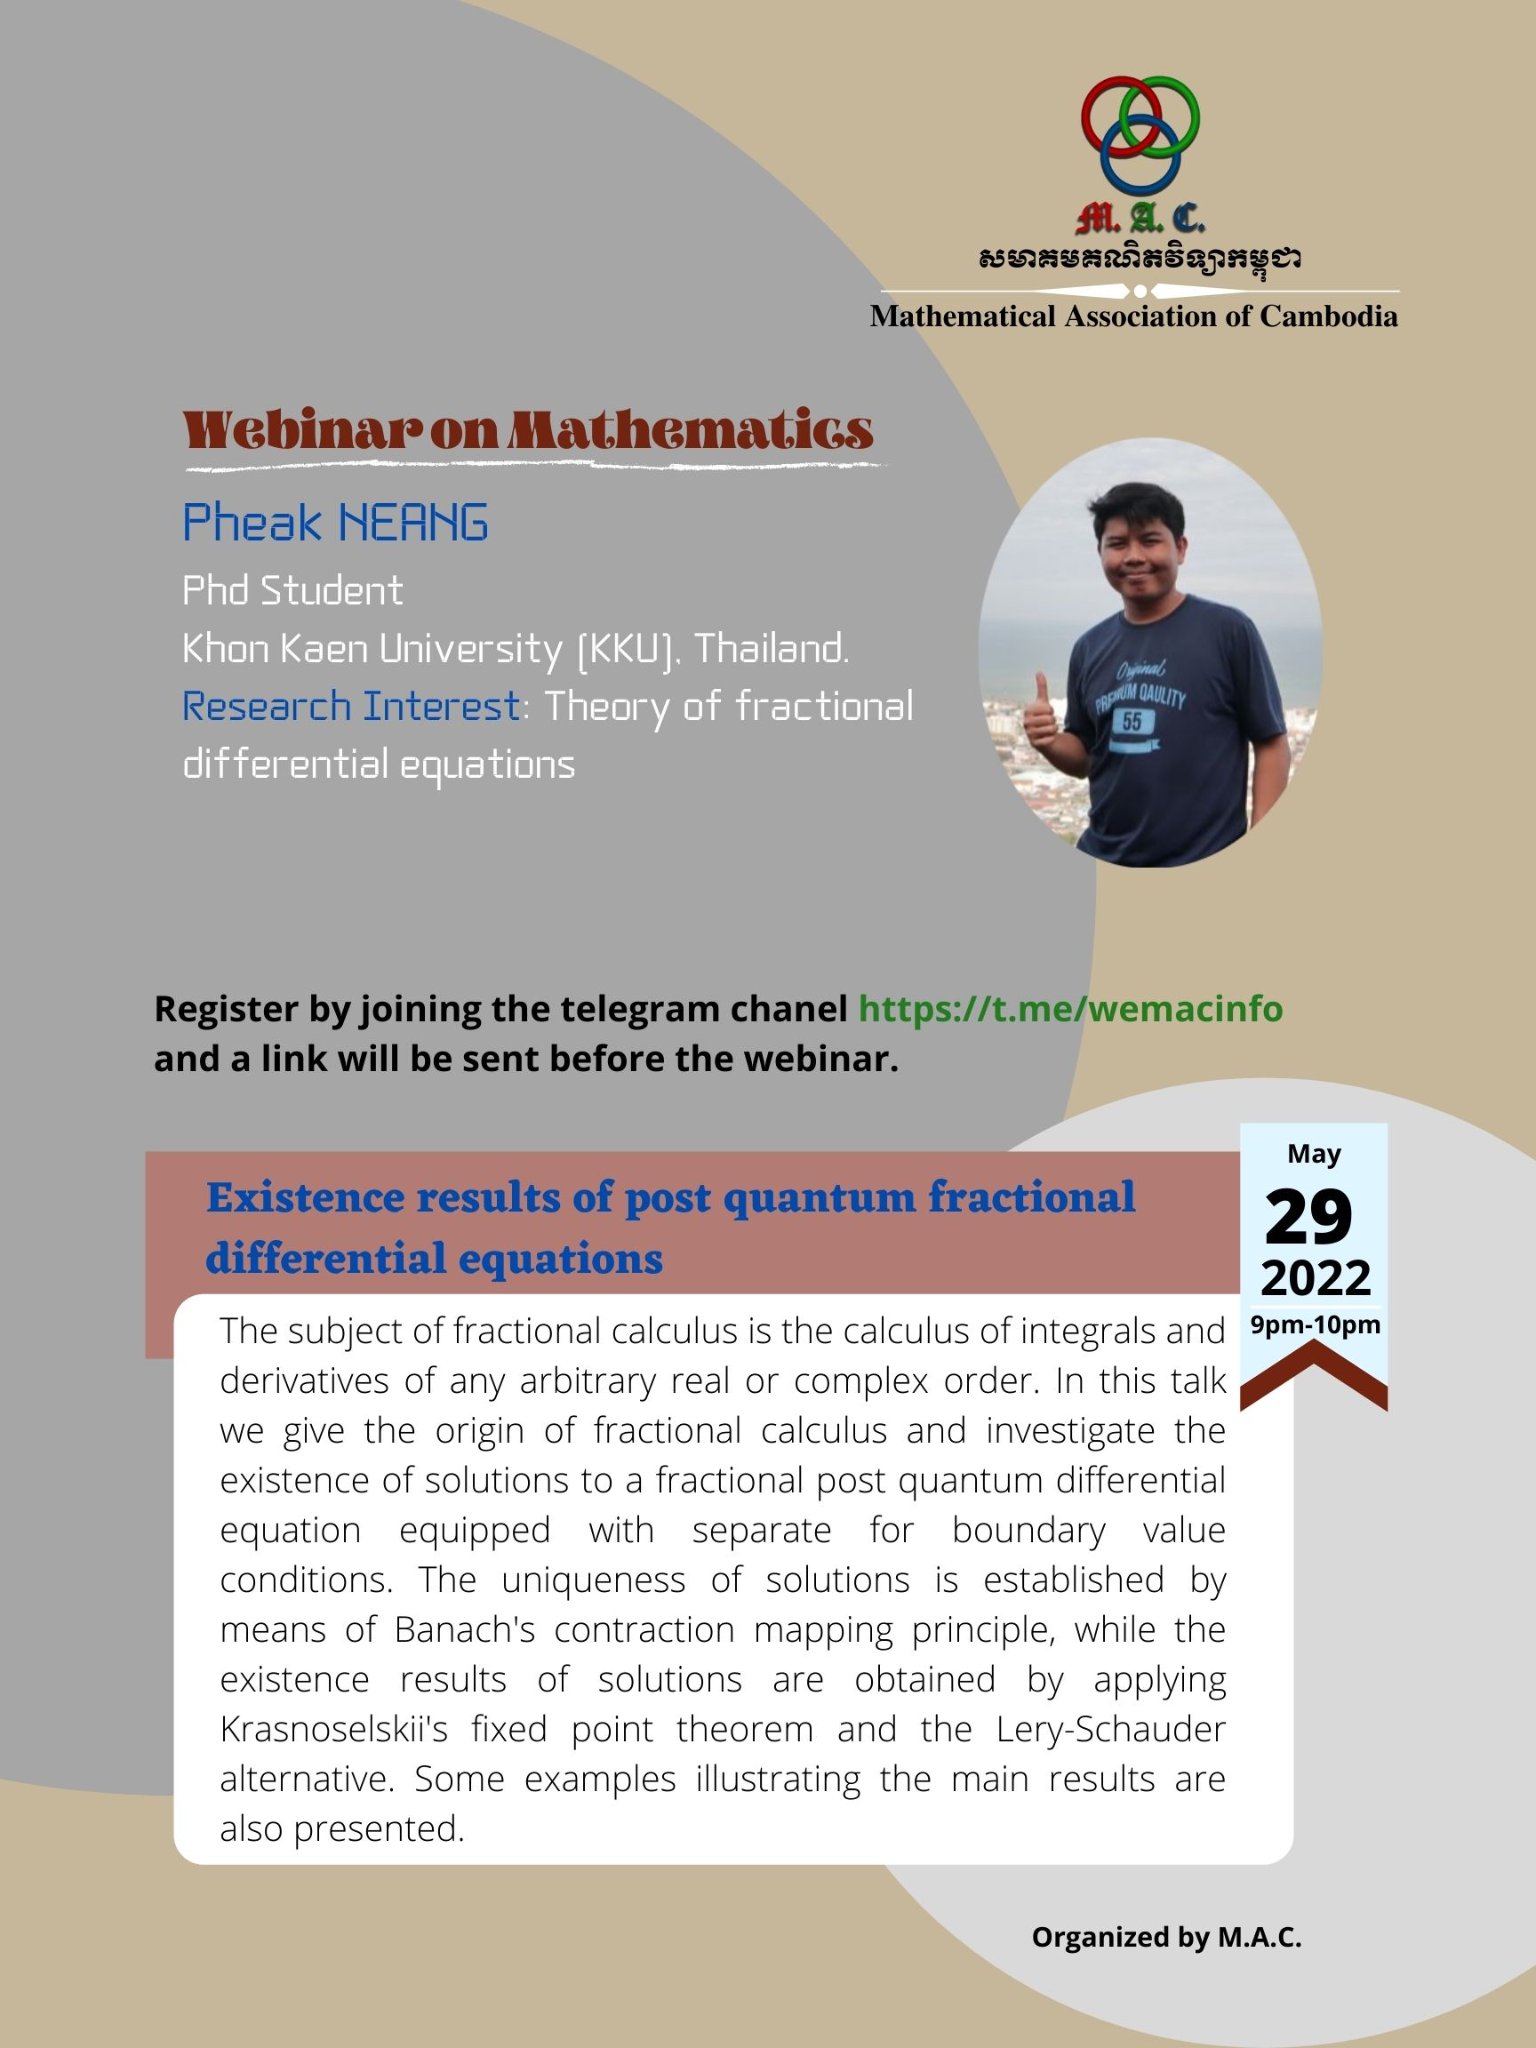 M. A. C.
សមាគមគណិតវិទ្យាកម្ពុជា
Mathematical Association of Cambodia
Webinar on Mathematics
Pheak NEANG
Phd Student
Khon Kaen University (KKU), Thailand.
Research Interest: Theory of fractional
differential equations
Original
PREMIUM QAULITY
55
Register by joining the telegram chanel https://t.me/wemacinfo
and a link will be sent before the webinar.
May
29
2022
9pm-10pm
Existence results of post quantum fractional
differential equations
The subject of fractional calculus is the calculus of integrals and
derivatives of any arbitrary real or complex order. In this talk
we give the origin of fractional calculus and investigate the
existence of solutions to a fractional post quantum differential
equation equipped with separate for boundary value
conditions. The uniqueness of solutions is established by
means of Banach's contraction mapping principle, while the
existence results of solutions are obtained by applying
Krasnoselskii's fixed point theorem and the Lery-Schauder
alternative. Some examples illustrating the main results are
also presented.
Organized by M.A.C.